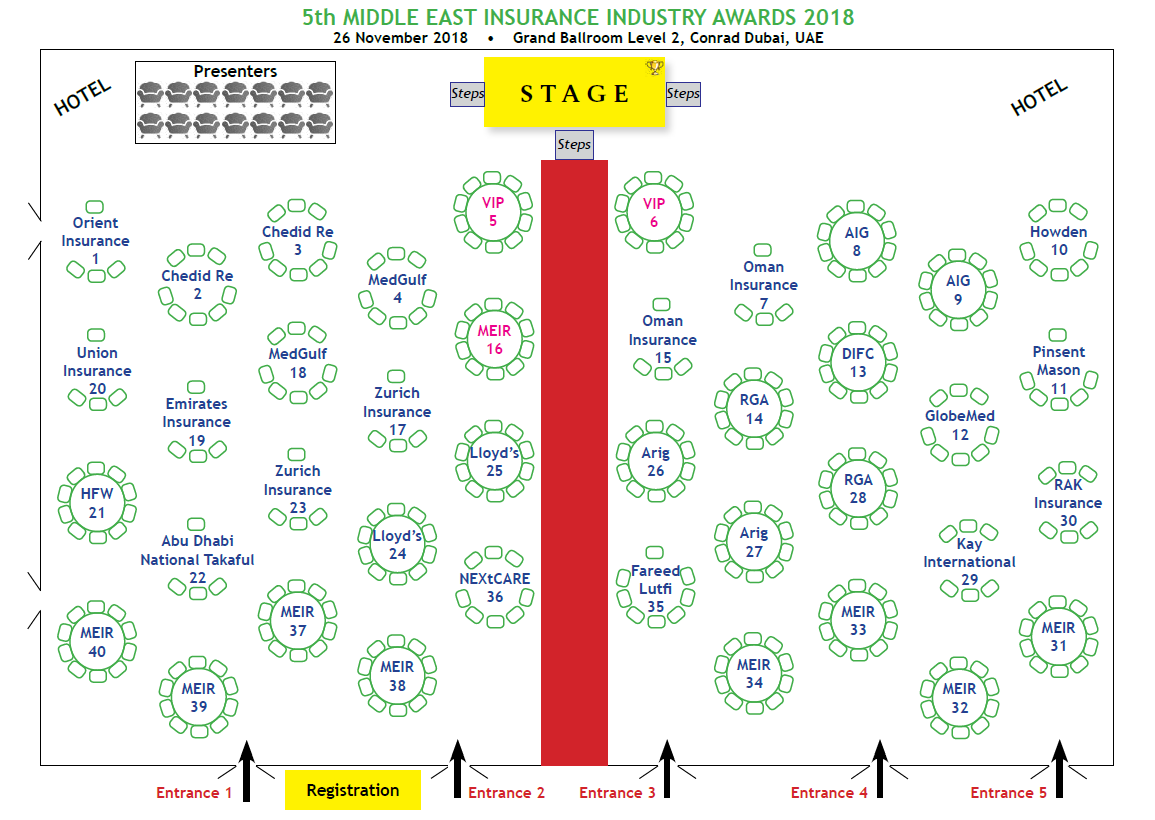 5th MIDDLE EAST INSURANCE INDUSTRY AWARDS 2018
26 November 2018 • Grand Ballroom Level 2, Conrad Dubai, UAE
HOTEL
Presenters
Steps
STAGE
Steps
HOTEL
Steps
Orient
Insurance
1
Chedid Re
2
Chedid Re
3
MedGulf
4
VIP
5
VIP
6
Oman
Insurance
7
AIG
8
AIG
9
Howden
10
Union
Insurance
20
Emirates
Insurance
19
MedGulf
18
Zurich
Insurance
17
MEIR
16
Oman
Insurance
15
RGA
14
DIFC
13
GlobeMed
12
Pinsent
Mason
11
HFW
21
Abu Dhabi
National Takaful
22
Zurich
Insurance
23
Lloyd's
24
Lloyd's
25
Arig
26
Arig
27
RGA
28
Kay
International
29
RAK
Insurance
30
MEIR
40
MEIR
39
MEIR
37
MEIR
38
NEXtCARE
36
Fareed
Lutfi
35
MEIR
34
MEIR
33
MEIR
32
MEIR
31
Entrance 1
Registration
Entrance 2
Entrance 3
Entrance 4
Entrance 5